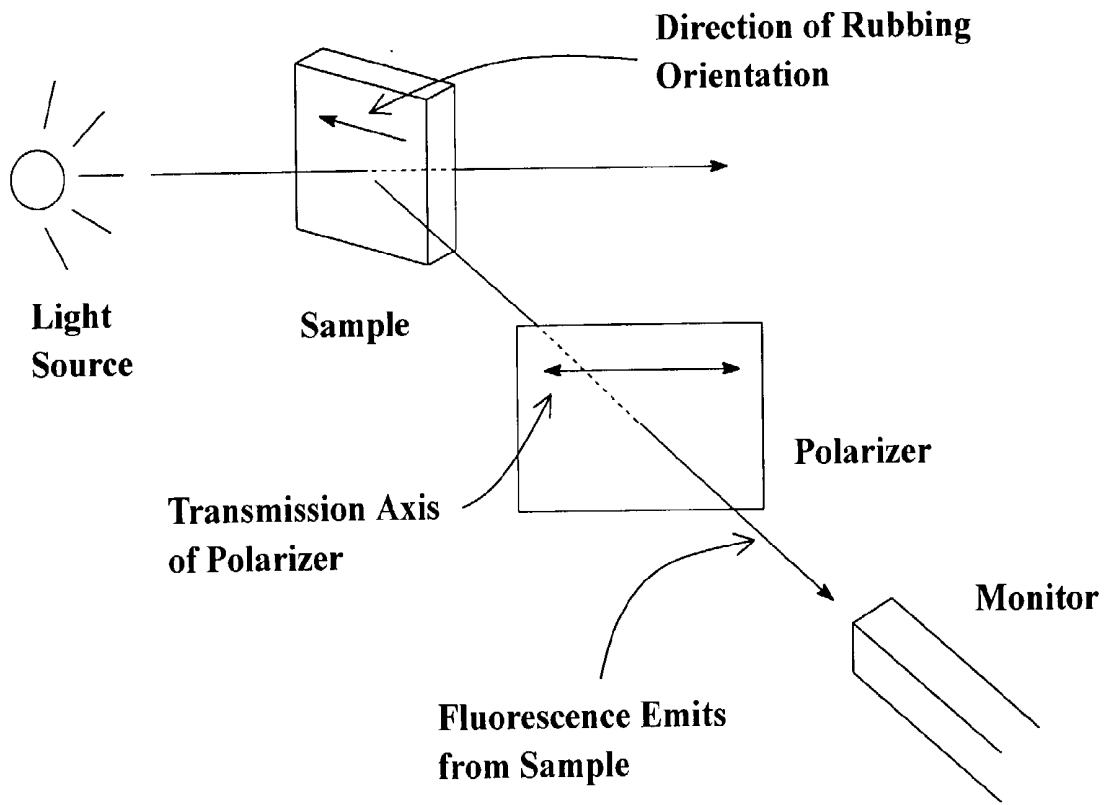 Direction of Rubbing
Orientation
Light
Source
Sample
Polarizer
Transmission Axis
of Polarizer
Monitor
Fluorescence Emits
from Sample